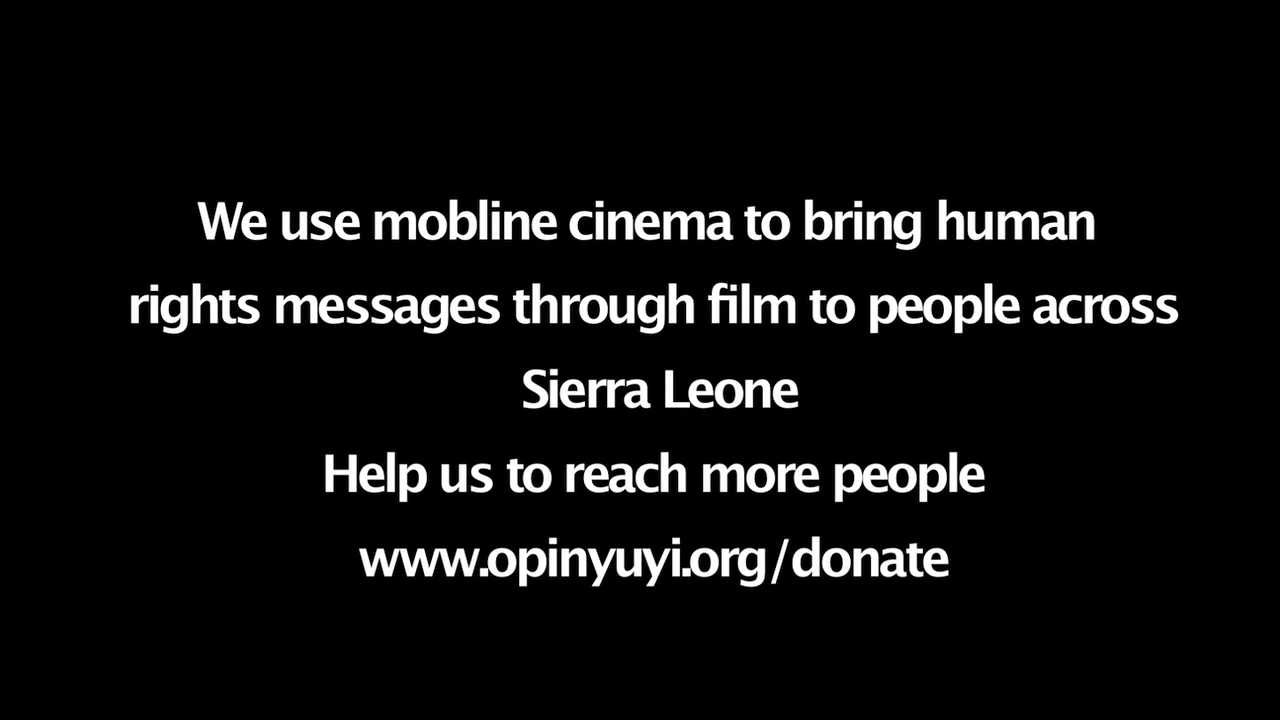 We use mobline cinema to bring human
rights messages through film to people across
Sierra Leone
Help us to reach more people
www.opinyuyi.org/donate